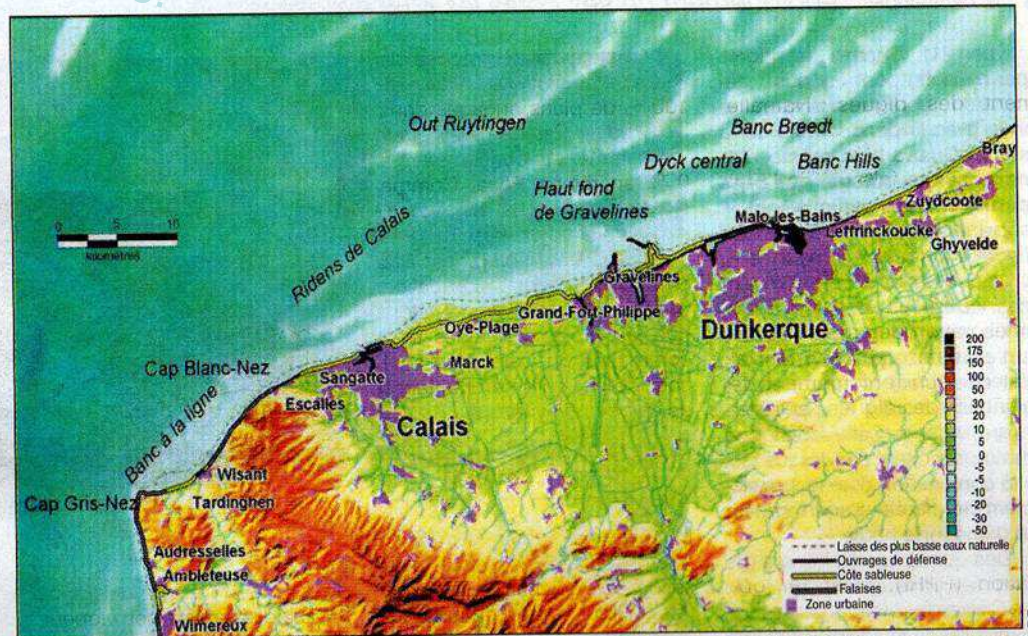 Out Ruytingen
Banc Breedt
Dyck central
Banc Hills
Bray
Haut fond
de Gravelines
Zuydcoote
Malo-les-Bains
Leffrinckoucke
Ghyvelde
0 5 10
kilomètres
Ridens de Calais
Gravelines
Grand-Fort-Philippe
Oye-Plage
Dunkerque
Cap Blanc-Nez
Marck
Sangatte
Escalles
Calais
Banc à la ligne
Wisant
Cap Gris-Nez
Tardinghen
Audresselles
Ambleteuse
Wimereux
200
175
150
100
50
30
20
10
5
0
-5
-5
-10
-20
-30
-50
Laisse des plus basse eaux naturelle
Ouvrages de défense
Côte sableuse
Falaises
Zone urbaine